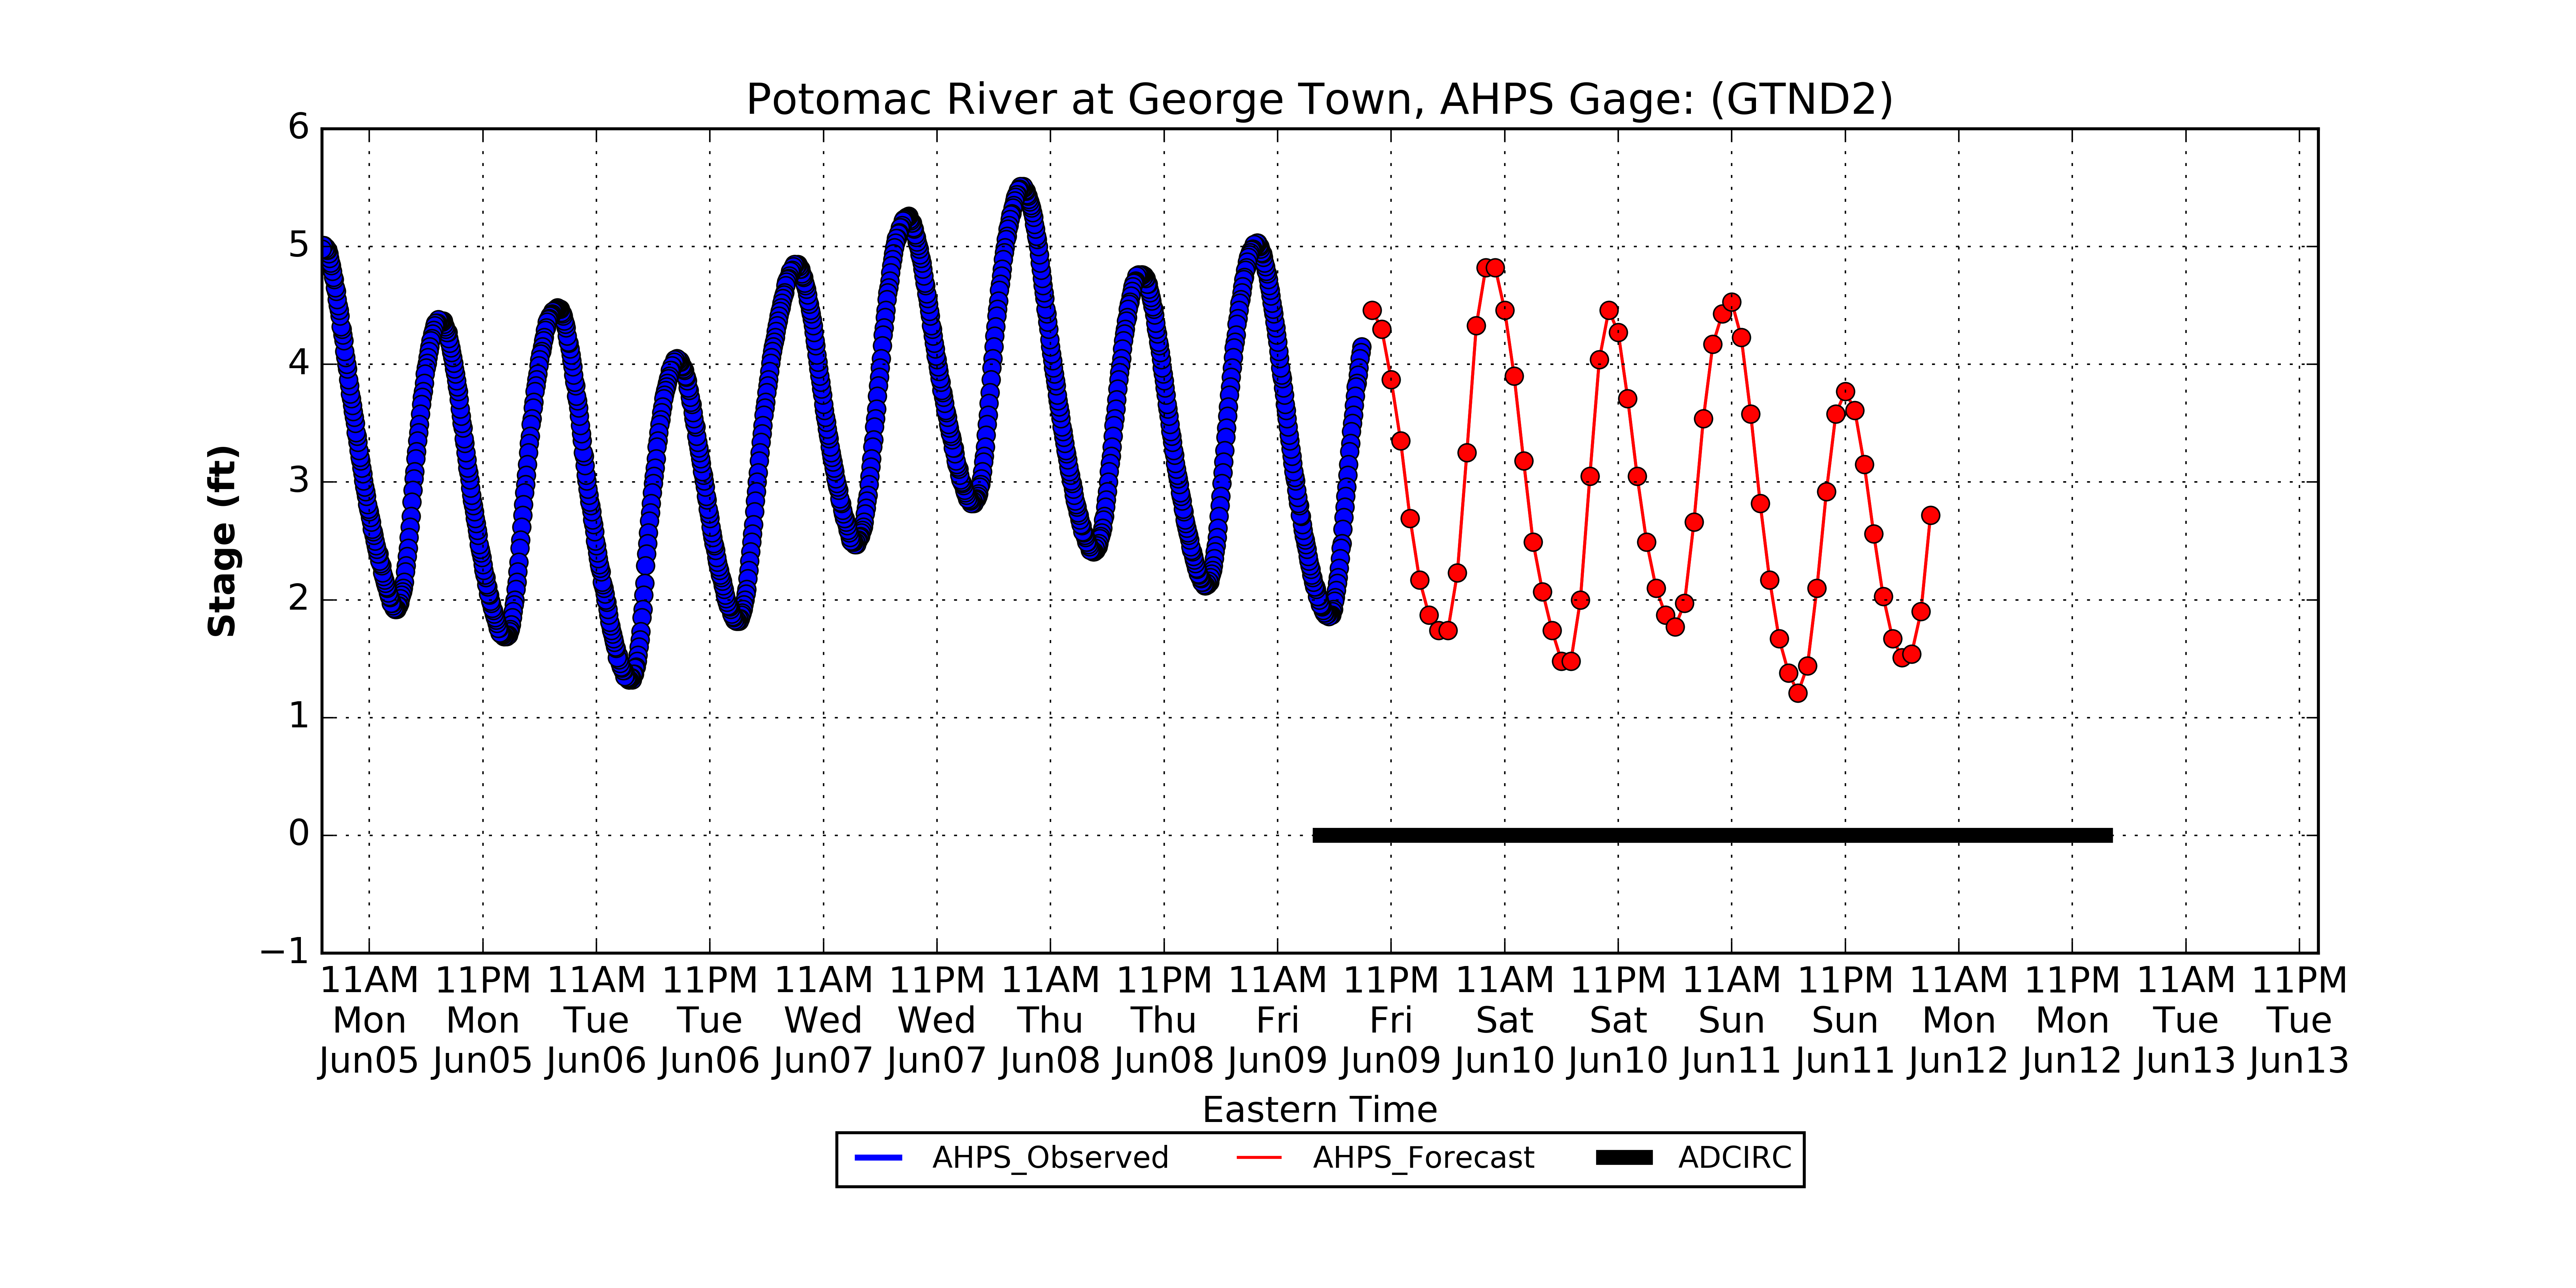 Potomac River at George Town, AHPS Gage: (GTND2)
6
5
4
3
2
1
0
−1
Stage (ft)
11AM 11PM 11AM 11PM 11AM 11PM 11AM 11PM 11AM 11PM 11AM 11PM 11AM 11PM 11AM 11PM 11AM 11PM
Mon Mon Tue Tue Wed Wed Thu Thu Fri Fri Sat Sat Sun Sun Mon Mon Tue Tue
Jun05 Jun05 Jun06 Jun06 Jun07 Jun07 Jun08 Jun08 Jun09 Jun09 Jun10 Jun10 Jun11 Jun11 Jun12 Jun12 Jun13 Jun13
Eastern Time
AHPS_Observed AHPS_Forecast ADCIRC